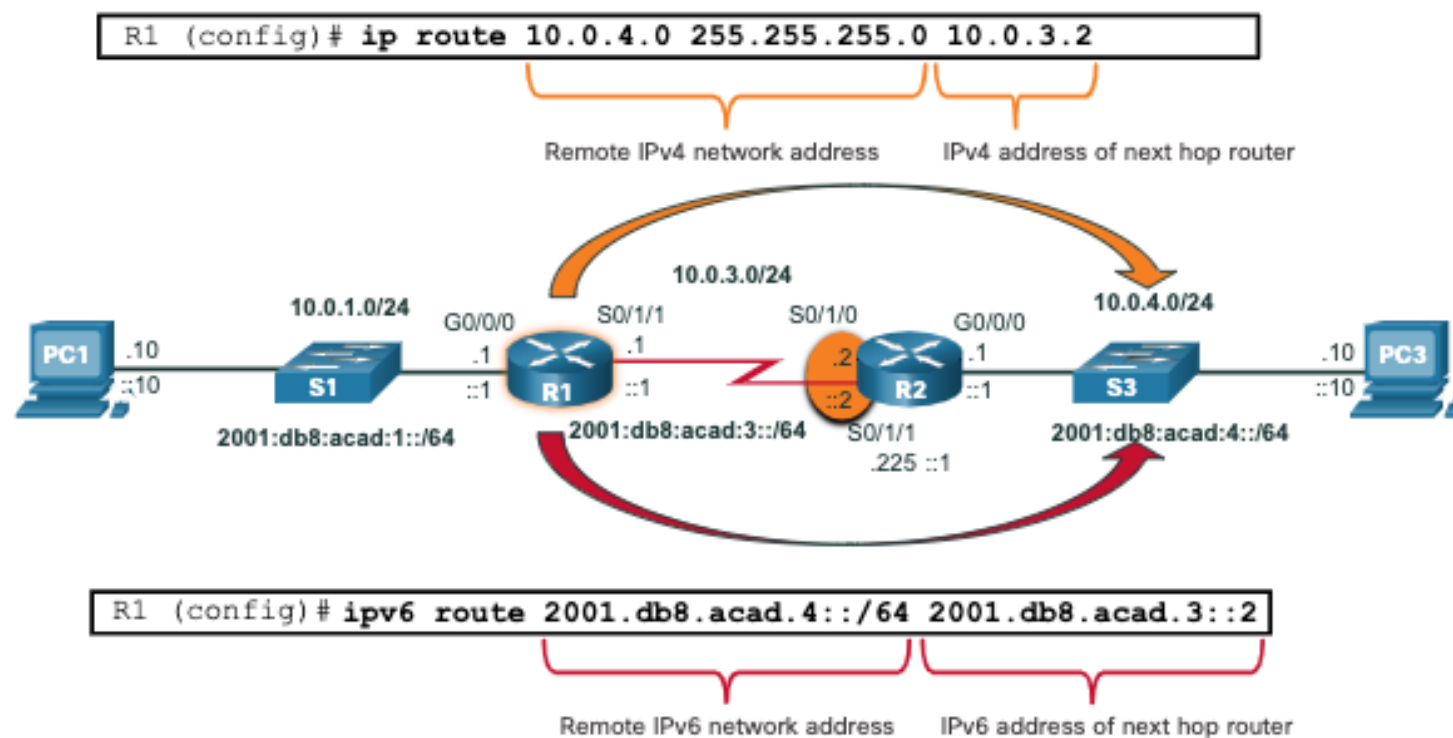 R1 (config)# ip route 10.0.4.0 255.255.255.0 10.0.3.2
Remote IPv4 network address
IPv4 address of next hop router
10.0.3.0/24
10.0.1.0/24
10.0.4.0/24
G0/0/0
S0/1/1
S0/1/0
G0/0/0
PC1
.10
::10
S1
.1
::1
R1
.1
::1
.2
::2
R2
.1
::1
S3
.10
::10
PC3
2001:db8:acad:1::/64
2001:db8:acad:3::/64
S0/1/1
.225 ::1
2001:db8:acad:4::/64
R1 (config)# ipv6 route 2001.db8.acad.4::/64 2001.db8.acad.3::2
Remote IPv6 network address
IPv6 address of next hop router